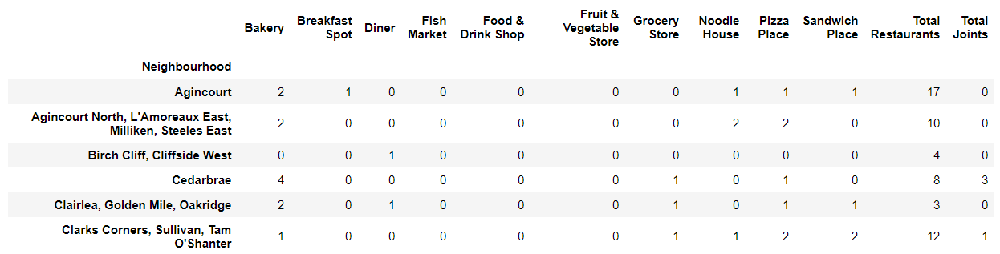 Bakery Breakfast Spot Diner Fish Market Food & Drink Shop Fruit & Vegetable Store Grocery Store Noodle House Pizza Place Sandwich Place Total Restaurants Total Joints
Neighbourhood
Agincourt 2 1 0 0 0 0 0 1 1 1 17 0
Agincourt North, L'Amoreaux East, Milliken, Steeles East 2 0 0 0 0 0 0 2 2 0 10 0
Birch Cliff, Cliffside West 0 0 1 0 0 0 0 0 0 0 4 0
Cedarbrae 4 0 0 0 0 0 1 0 1 0 8 3
Clairlea, Golden Mile, Oakridge 2 0 1 0 0 0 1 0 1 1 3 0
Clarks Corners, Sullivan, Tam O'Shanter 1 0 0 0 0 0 1 1 2 2 12 1